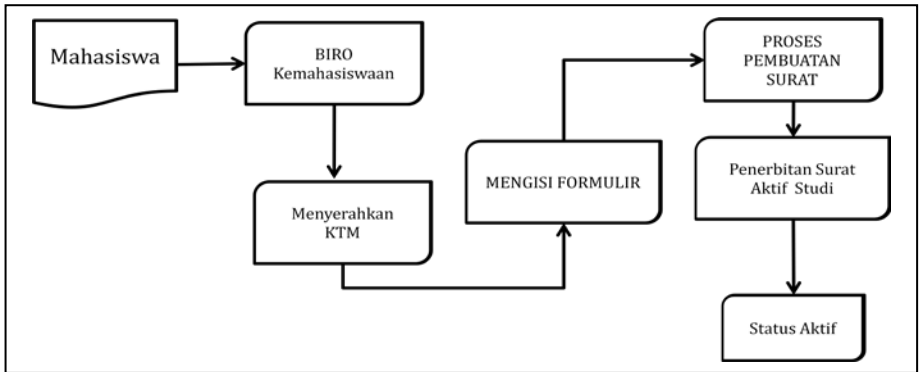 Mahasiswa
BIRO
Kemahasiswaan
Menyerahkan
KTM
MENGISI FORMULIR
PROSES
PEMBUATAN
SURAT
Penerbitan Surat
Aktif Studi
Status Aktif